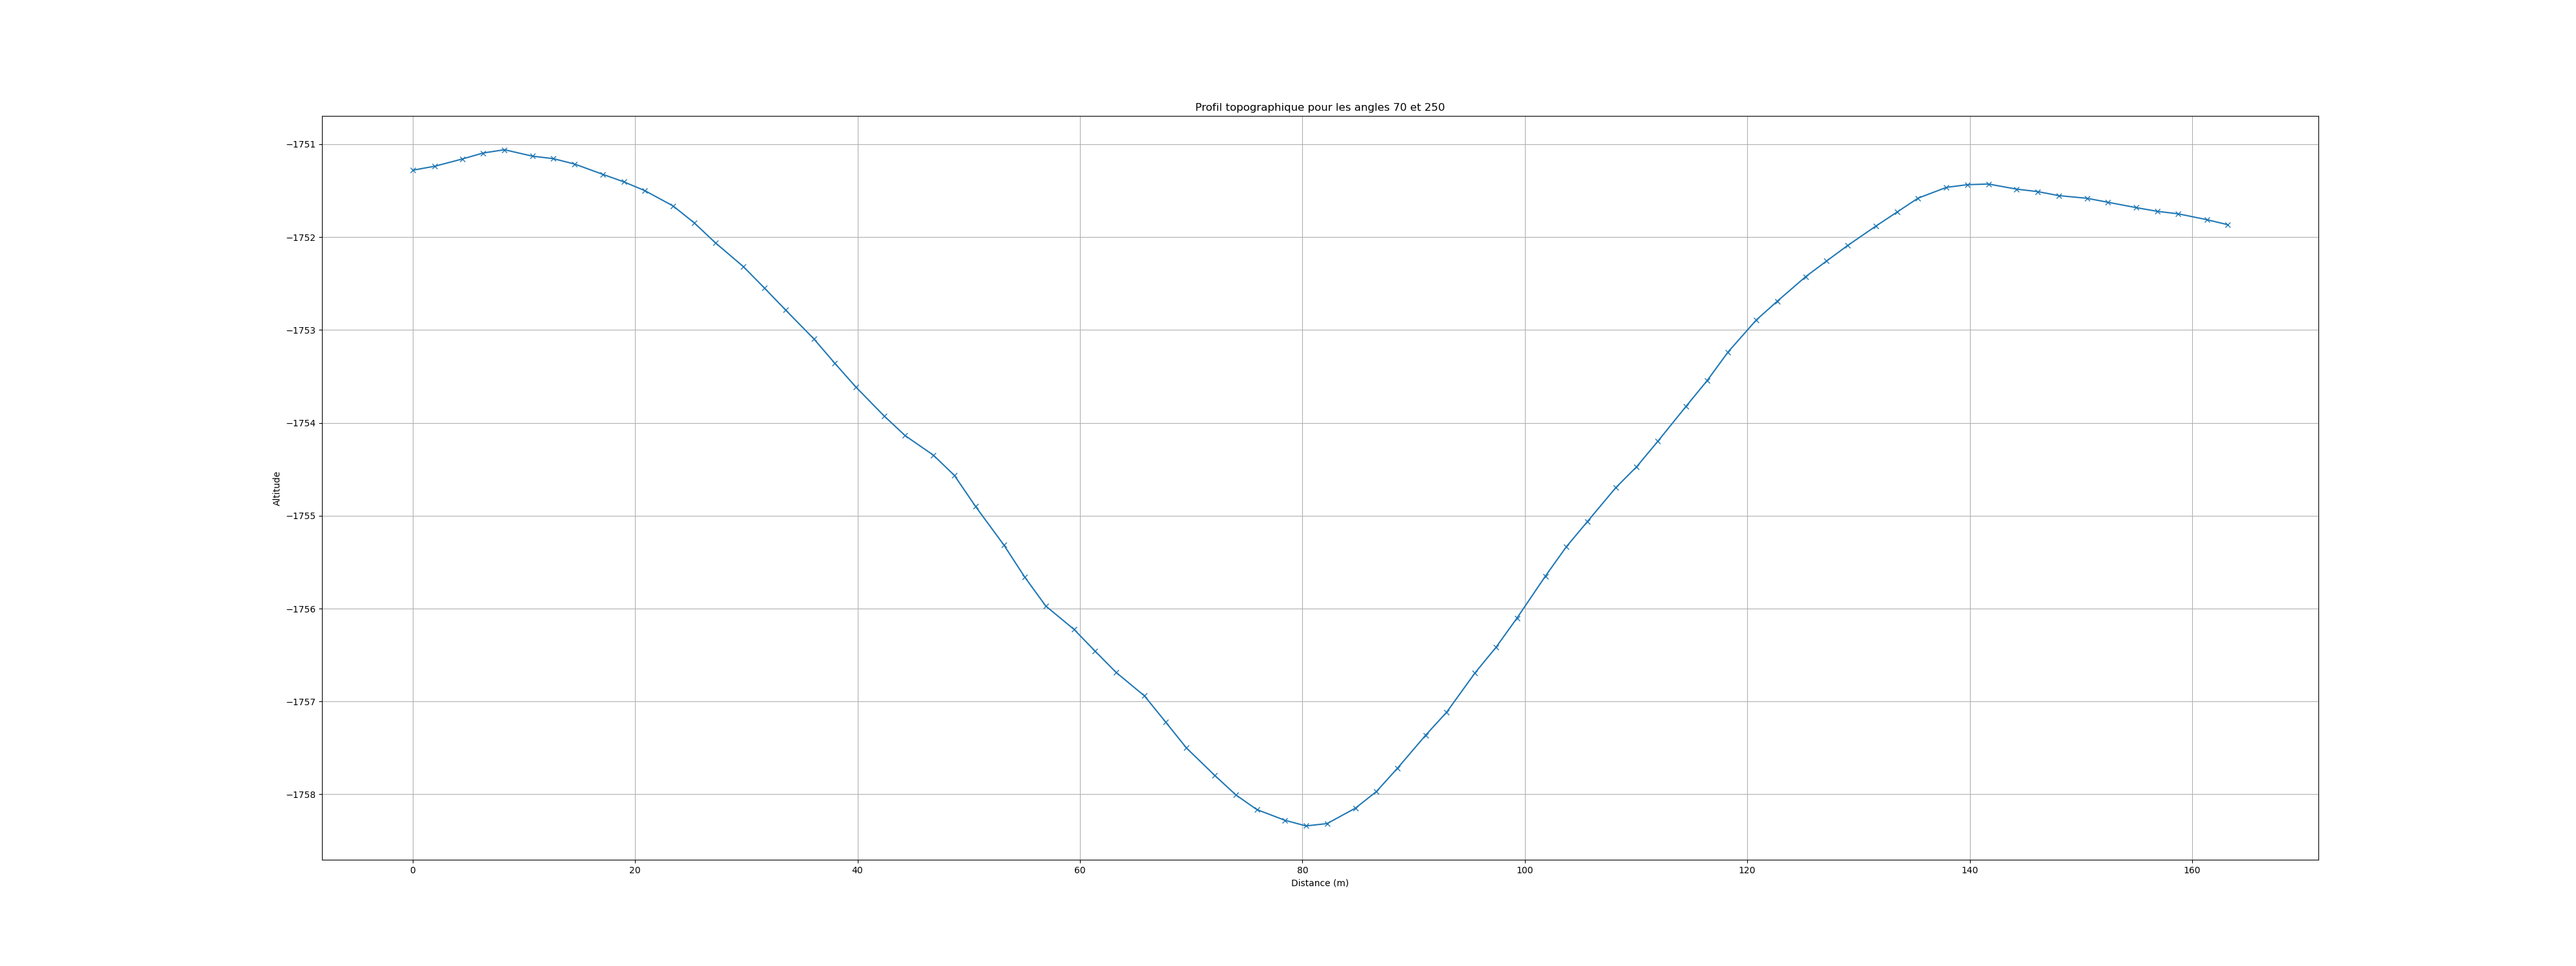 Profil topographique pour les angles 70 et 250
−1751
−1752
−1753
−1754
−1755
−1756
−1757
−1758
Altitude
0 20 40 60 80 100 120 140 160
Distance (m)